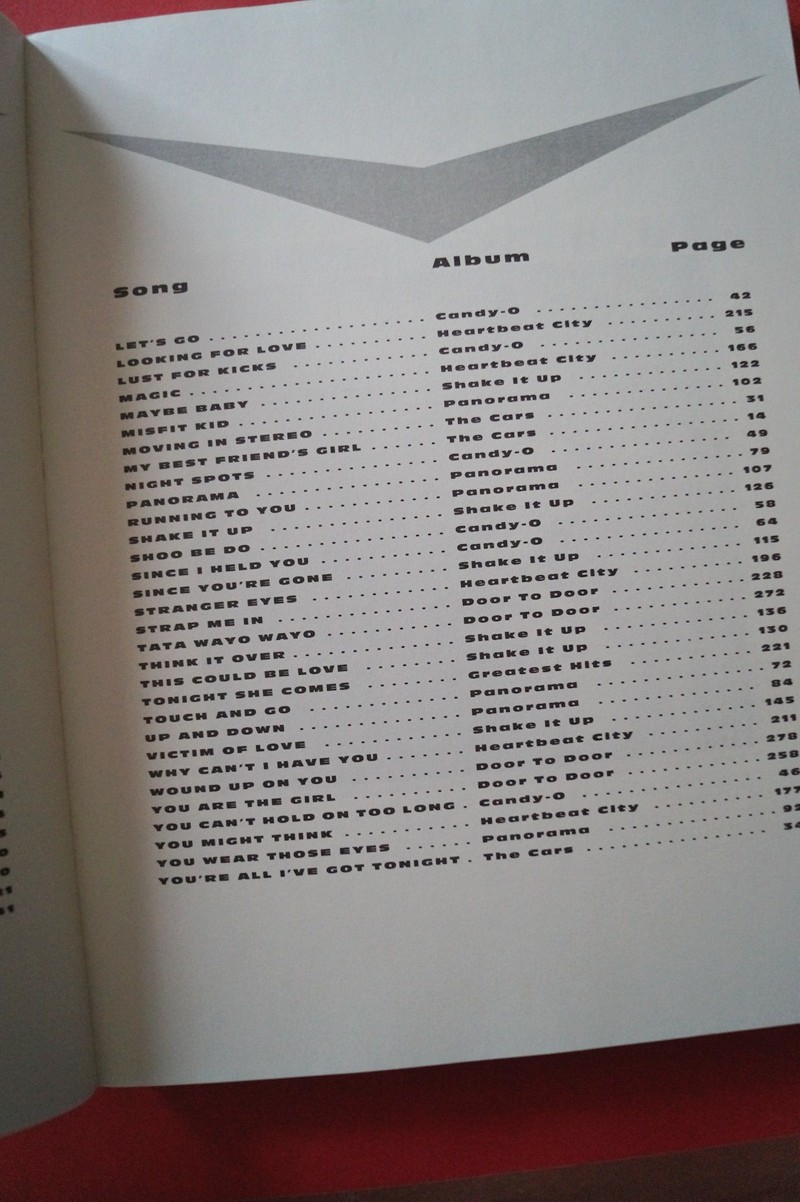 Song Album Page
LET'S GO . . . . . . . . . . Candy-O . . . . . . . . . . 42
LOOKING FOR LOVE . . . . . . . . . . Heartbeat City . . . . . . . . . . 215
LUST FOR KICKS . . . . . . . . . . Candy-O . . . . . . . . . . 56
MAGIC . . . . . . . . . . Heartbeat City . . . . . . . . . . 166
MAYBE BABY . . . . . . . . . . Shake It Up . . . . . . . . . . 122
MISFIT KID . . . . . . . . . . Panorama . . . . . . . . . . 102
MOVING IN STEREO . . . . . . . . . . The Cars . . . . . . . . . . 31
MY BEST FRIEND'S GIRL . . . . . . The Cars . . . . . . . . . . 14
NIGHT SPOTS . . . . . . . . . . Candy-O . . . . . . . . . . 49
PANORAMA . . . . . . . . . . Panorama . . . . . . . . . . 79
RUNNING TO YOU . . . . . . . . . . Panorama . . . . . . . . . . 107
SHAKE IT UP . . . . . . . . . . Shake It Up . . . . . . . . . . 126
SHOO BE DO . . . . . . . . . . Candy-O . . . . . . . . . . 58
SINCE I HELD YOU . . . . . . . . . . Candy-O . . . . . . . . . . 64
SINCE YOU'RE GONE . . . . . . . . Shake It Up . . . . . . . . . . 115
STRANGER EYES . . . . . . . . . . Heartbeat City . . . . . . . . . . 196
STRAP ME IN . . . . . . . . . . Door To Door . . . . . . . . . . 228
TATA WAYO WAYO . . . . . . . . . . Door To Door . . . . . . . . . . 272
THINK IT OVER . . . . . . . . . . Shake It Up . . . . . . . . . . 136
THIS COULD BE LOVE . . . . . . . . Shake It Up . . . . . . . . . . 130
TONIGHT SHE COMES . . . . . . . . Greatest Hits . . . . . . . . . . 221
TOUCH AND GO . . . . . . . . . . Panorama . . . . . . . . . . 72
UP AND DOWN . . . . . . . . . . Panorama . . . . . . . . . . 84
VICTIM OF LOVE . . . . . . . . . . Shake It Up . . . . . . . . . . 145
WHY CAN'T I HAVE YOU . . . . . . . Heartbeat City . . . . . . . . . . 211
WOUND UP ON YOU . . . . . . . . . . Door To Door . . . . . . . . . . 278
YOU ARE THE GIRL . . . . . . . . . . Door To Door . . . . . . . . . . 258
YOU CAN'T HOLD ON TOO LONG . Candy-O . . . . . . . . . . 46
YOU MIGHT THINK . . . . . . . . . . Heartbeat City . . . . . . . . . . 177
YOU WEAR THOSE EYES . . . . . . Panorama . . . . . . . . . . 92
YOU'RE ALL I'VE GOT TONIGHT . The Cars . . . . . . . . . . 34